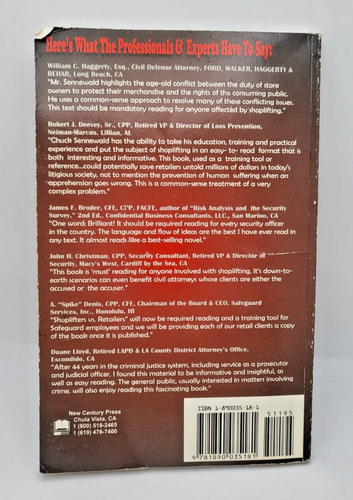 Here's What The Professionals & Experts Have To Say:
William C. Haggerty, Esq., Civil Defense Attorney, FORD, WALKER, HAGGERTY &
BEHAR, Long Beach, CA
"Mr. Sennewald highlights the age-old conflict between the duty of store
owners to protect their merchandise and the rights of the consuming public.
He uses a common-sense approach to resolve many of these conflicting issues.
This text should be mandatory reading for anyone affected by shoplifting."
Robert J. Deevey, Sr., CPP, Retired VP & Director of Loss Prevention,
Neiman-Marcus. Lillian, AL
"Chuck Sennewald has the ability to take his education, training and practical
experience and put the subject of shoplifting in an easy- to- read format that is
both interesting and informative. This book, used as a training tool or
reference...could potentially save retailers untold millions of dollars in today's
litigious society, not to mention the prevention of human suffering when an
apprehension goes wrong. This is a common-sense treatment of a very
complex problem."
James F. Broder, CFE, CPP, FACFE, author of "Risk Analysis and the Security
Survey," 2nd Ed., Confidential Business Consultants, LLC., San Marino, CA
"One word: Brilliant! It should be required reading for every security officer
in the country. The language and flow of ideas are the best I have ever read in
any text. It almost reads like a best-selling novel."
John H. Christman, CPP, Security Consultant, Retired VP & Director of
Security, Macy's West, Cardiff by the Sea, CA
"This book is 'must' reading for anyone involved with shoplifting. It's down-to-
earth scenarios can even benefit civil attorneys whose clients are either the
accused or the accuser."
A. "Spike" Denis, CPP, CFE, Chairman of the Board & CEO, Safeguard
Services, Inc., Honolulu, HI
"Shoplifters vs. Retailers" will now be required reading and a training tool for
Safeguard employees and we will be providing each of our retail clients a copy
of the book once it is published."
Duane Lloyd, Retired LAPD & LA County District Attorney's Office,
Escondido, CA
"After 44 years in the criminal justice system, including service as a prosecutor
and judicial officer, I found this material to be informative and insightful, as
well as easy reading. The general public, usually interested in matters involving
crime, will also enjoy reading this fascinating book."
New Century Press
Chula Vista, CA
1 (800) 519-2465
1 (619) 476-7400
ISBN 1-890035-18-1
51195
9 781890 035181